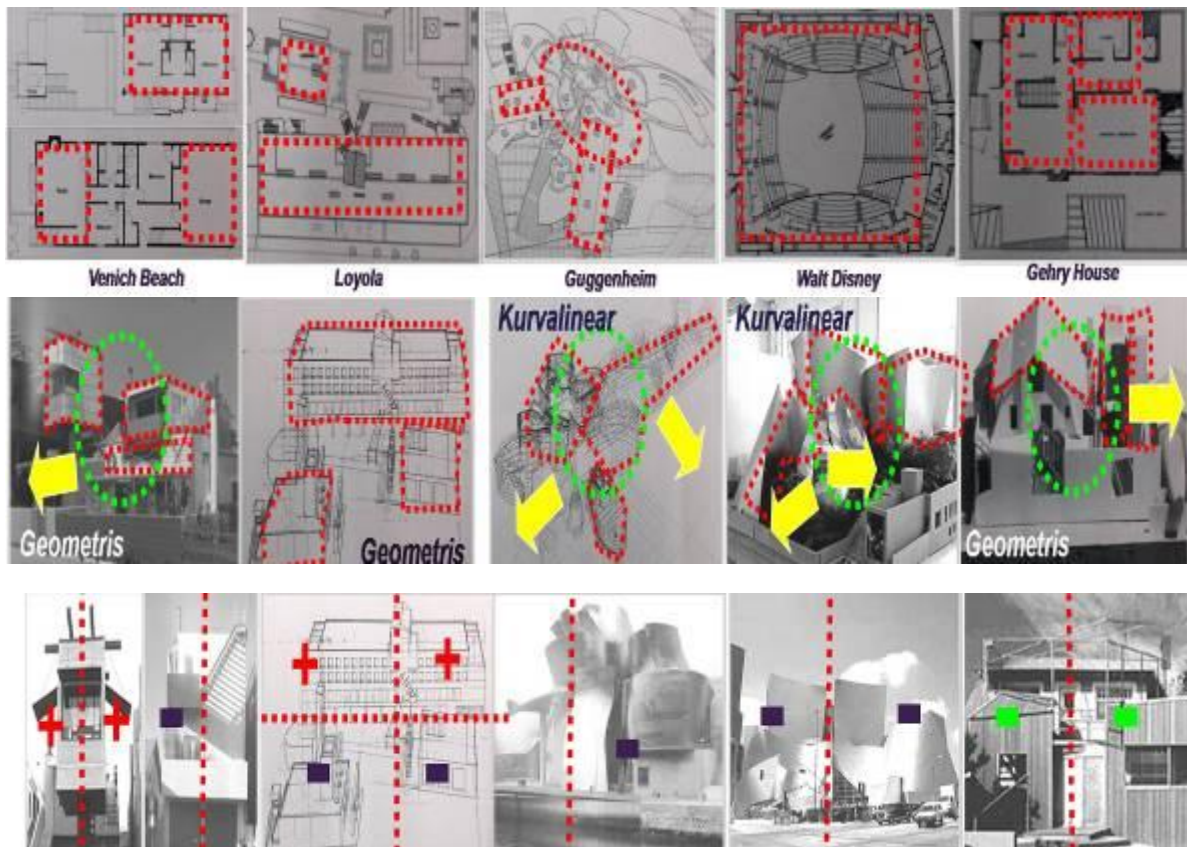 Venich Beach
Loyola
Guggenheim
Walt Disney
Gehry House
Kurvalinear
Kurvalinear
Geometris
Geometris
Geometris